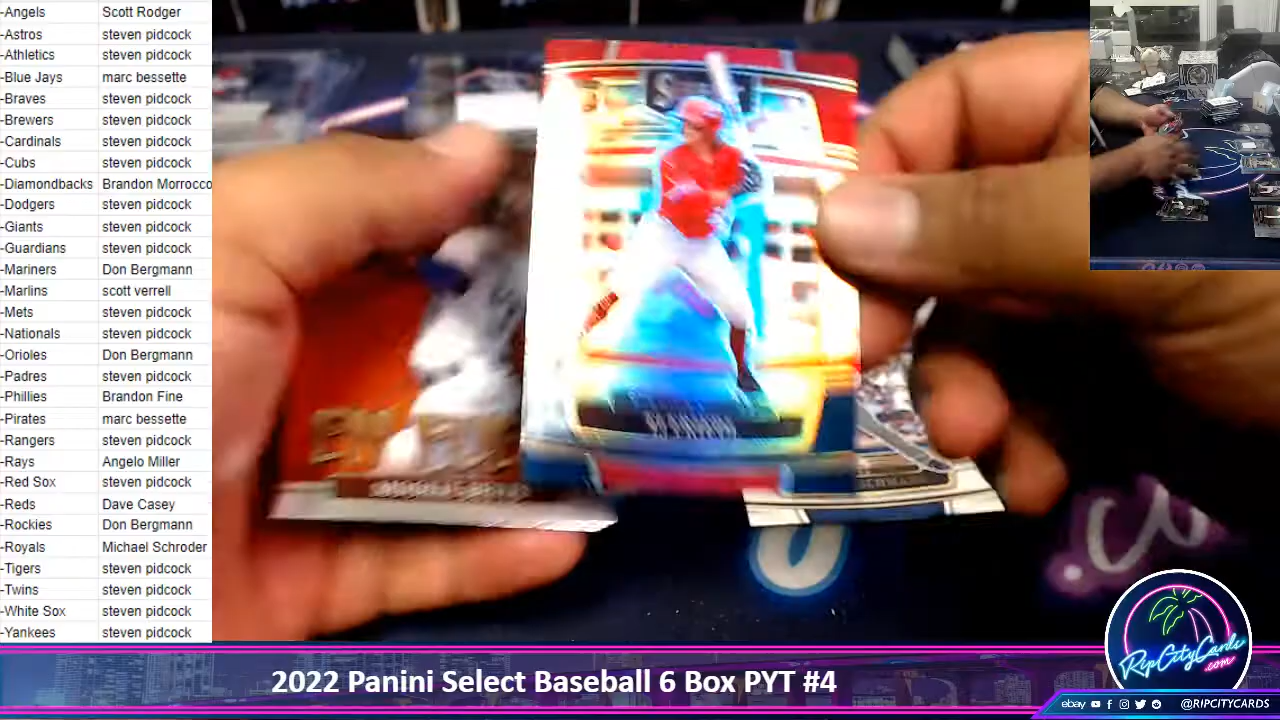 -Angels Scott Rodger
-Astros steven pidcock
-Athletics steven pidcock
-Blue Jays marc bessette
-Braves steven pidcock
-Brewers steven pidcock
-Cardinals steven pidcock
-Cubs steven pidcock
-Diamondbacks Brandon Morrocco
-Dodgers steven pidcock
-Giants steven pidcock
-Guardians steven pidcock
-Mariners Don Bergmann
-Marlins scott verrell
-Mets steven pidcock
-Nationals steven pidcock
-Orioles Don Bergmann
-Padres steven pidcock
-Phillies Brandon Fine
-Pirates marc bessette
-Rangers steven pidcock
-Rays Angelo Miller
-Red Sox steven pidcock
-Reds Dave Casey
-Rockies Don Bergmann
-Royals Michael Schroder
-Tigers steven pidcock
-Twins steven pidcock
-White Sox steven pidcock
-Yankees steven pidcock
2022 Panini Select Baseball 6 Box PYT #4
RipCityCards
.com
ebay @RIPCITYCARDS